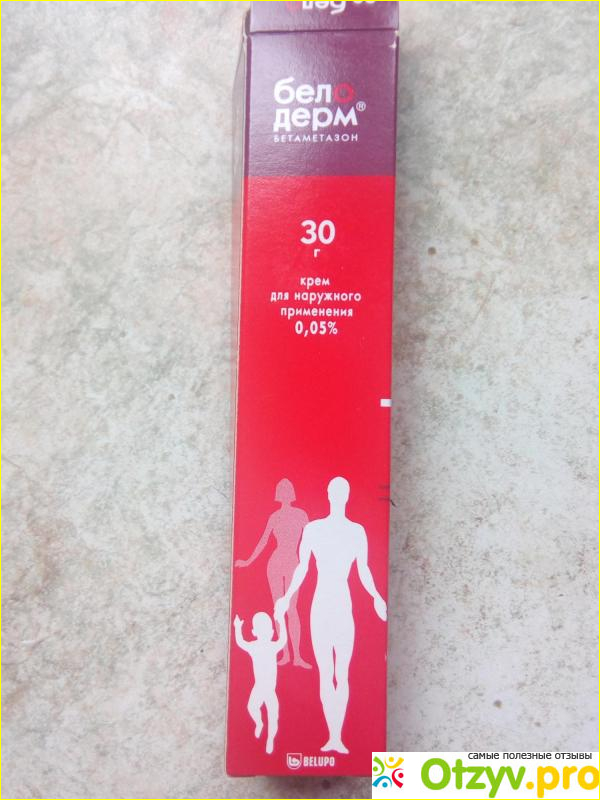 бело
дерм®
БЕТАМЕТАЗОН
30
г
крем
для наружного
применения
0,05%
BELUPO
самые полезные отзывы
Otzyv.pro